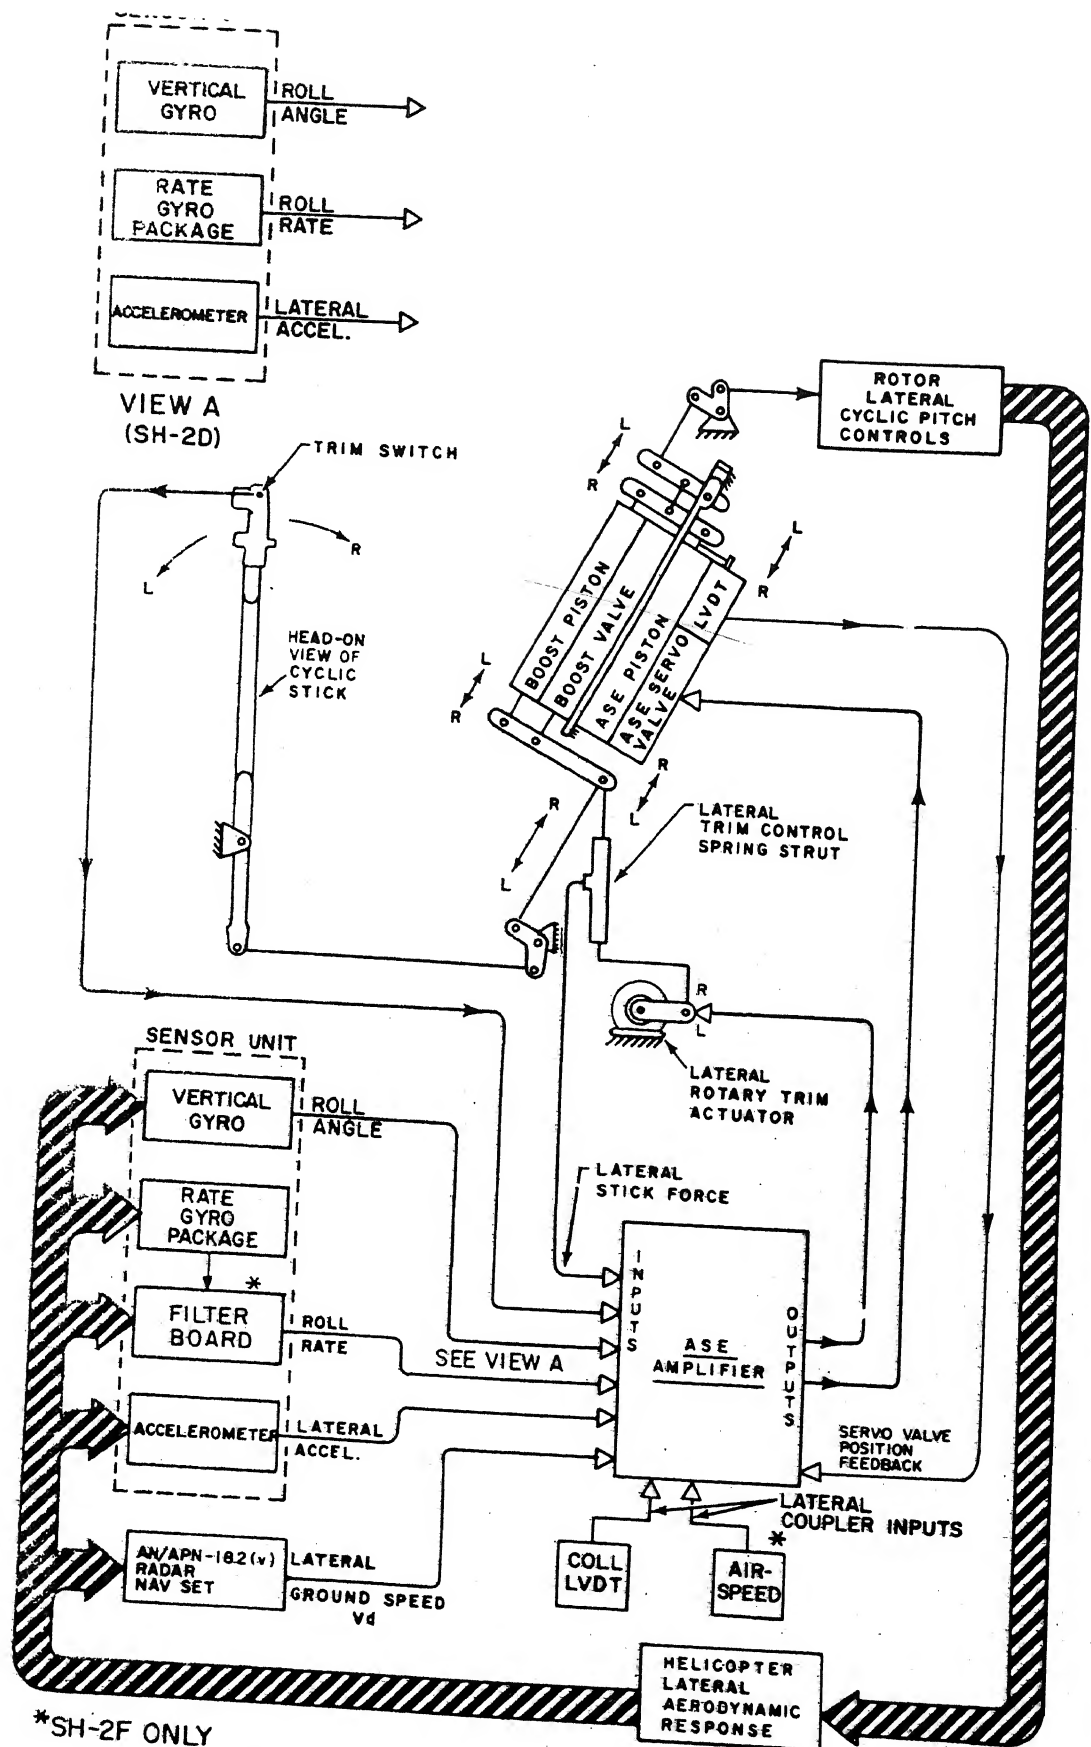 VERTICAL
GYRO
ROLL
ANGLE
RATE
GYRO
PACKAGE
ROLL
RATE
ACCELEROMETER
LATERAL
ACCEL.
VIEW A
(SH-2D)
ROTOR
LATERAL
CYCLIC PITCH
CONTROLS
TRIM SWITCH
L
R
L
R
L
R
HEAD-ON
VIEW OF
CYCLIC
STICK
BOOST PISTON
BOOST VALVE
ASE PISTON
ASE SERVO
VALVE
LVDT
L
R
R
L
R
L
LATERAL
TRIM CONTROL
SPRING STRUT
R
L
LATERAL
ROTARY TRIM
ACTUATOR
SENSOR UNIT
VERTICAL
GYRO
ROLL
ANGLE
RATE
GYRO
PACKAGE
*
FILTER
BOARD
ROLL
RATE
SEE VIEW A
ACCELEROMETER
LATERAL
ACCEL.
AN/APN-182(v)
RADAR
NAV SET
LATERAL
GROUND SPEED
Vd
LATERAL
STICK FORCE
INPUTS
ASE
AMPLIFIER
OUTPUTS
SERVO VALVE
POSITION
FEEDBACK
LATERAL
COUPLER INPUTS
COLL
LVDT
*
AIR-
SPEED
HELICOPTER
LATERAL
AERODYNAMIC
RESPONSE
*SH-2F ONLY